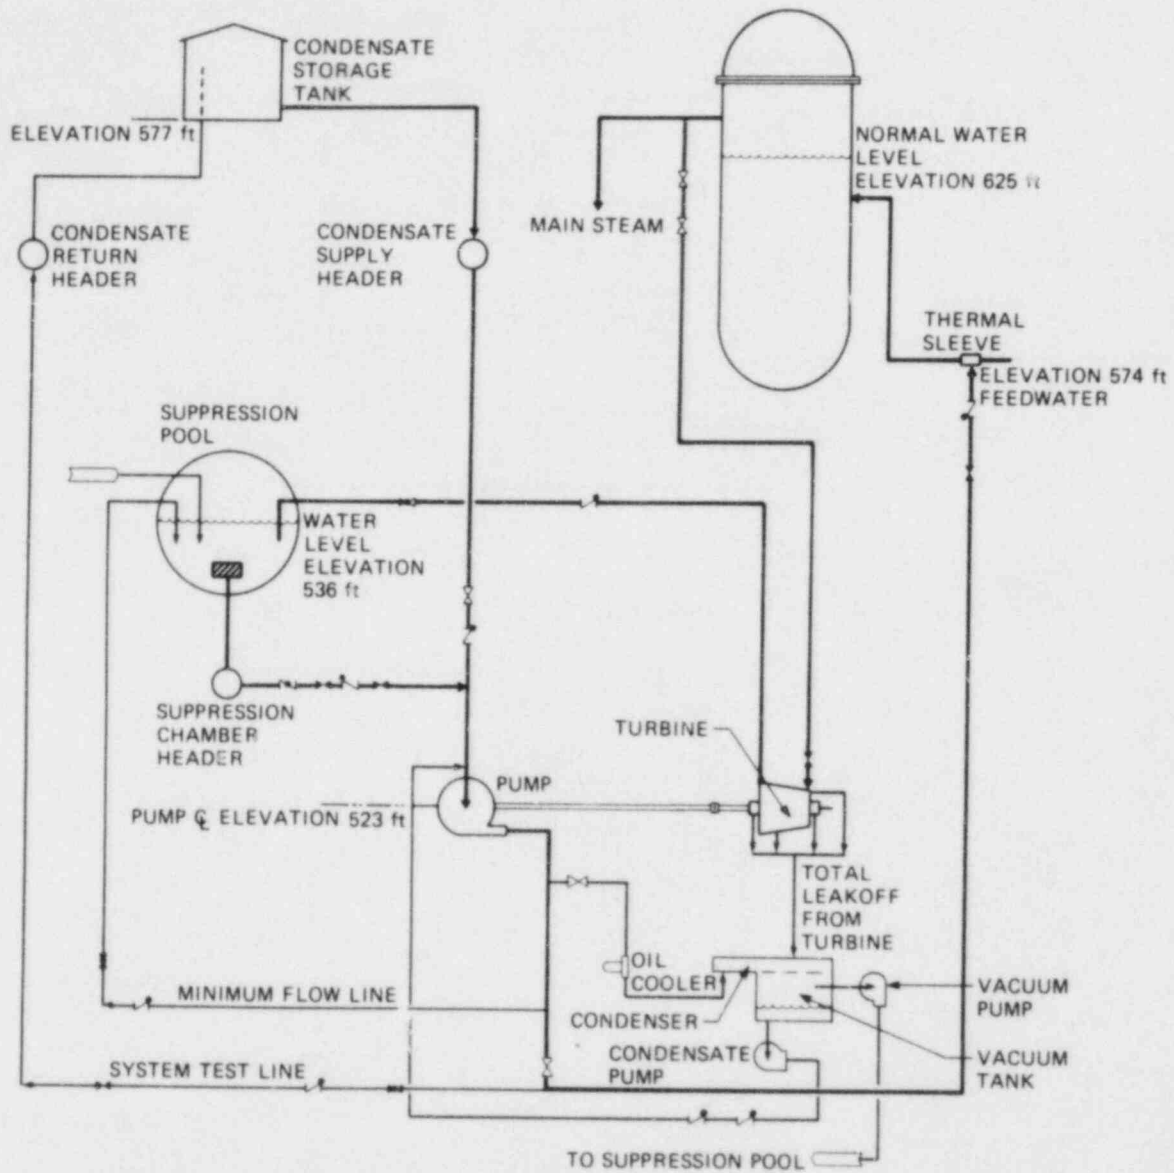 CONDENSATE
STORAGE
TANK
ELEVATION 577 ft
NORMAL WATER
LEVEL
ELEVATION 625 ft
MAIN STEAM
CONDENSATE
RETURN
HEADER
CONDENSATE
SUPPLY
HEADER
THERMAL
SLEEVE
ELEVATION 574 ft
FEEDWATER
SUPPRESSION
POOL
WATER
LEVEL
ELEVATION
536 ft
SUPPRESSION
CHAMBER
HEADER
TURBINE
PUMP
PUMP ℄ ELEVATION 523 ft
TOTAL
LEAKOFF
FROM
TURBINE
OIL
COOLER
VACUUM
PUMP
MINIMUM FLOW LINE
CONDENSER
CONDENSATE
PUMP
VACUUM
TANK
SYSTEM TEST LINE
TO SUPPRESSION POOL